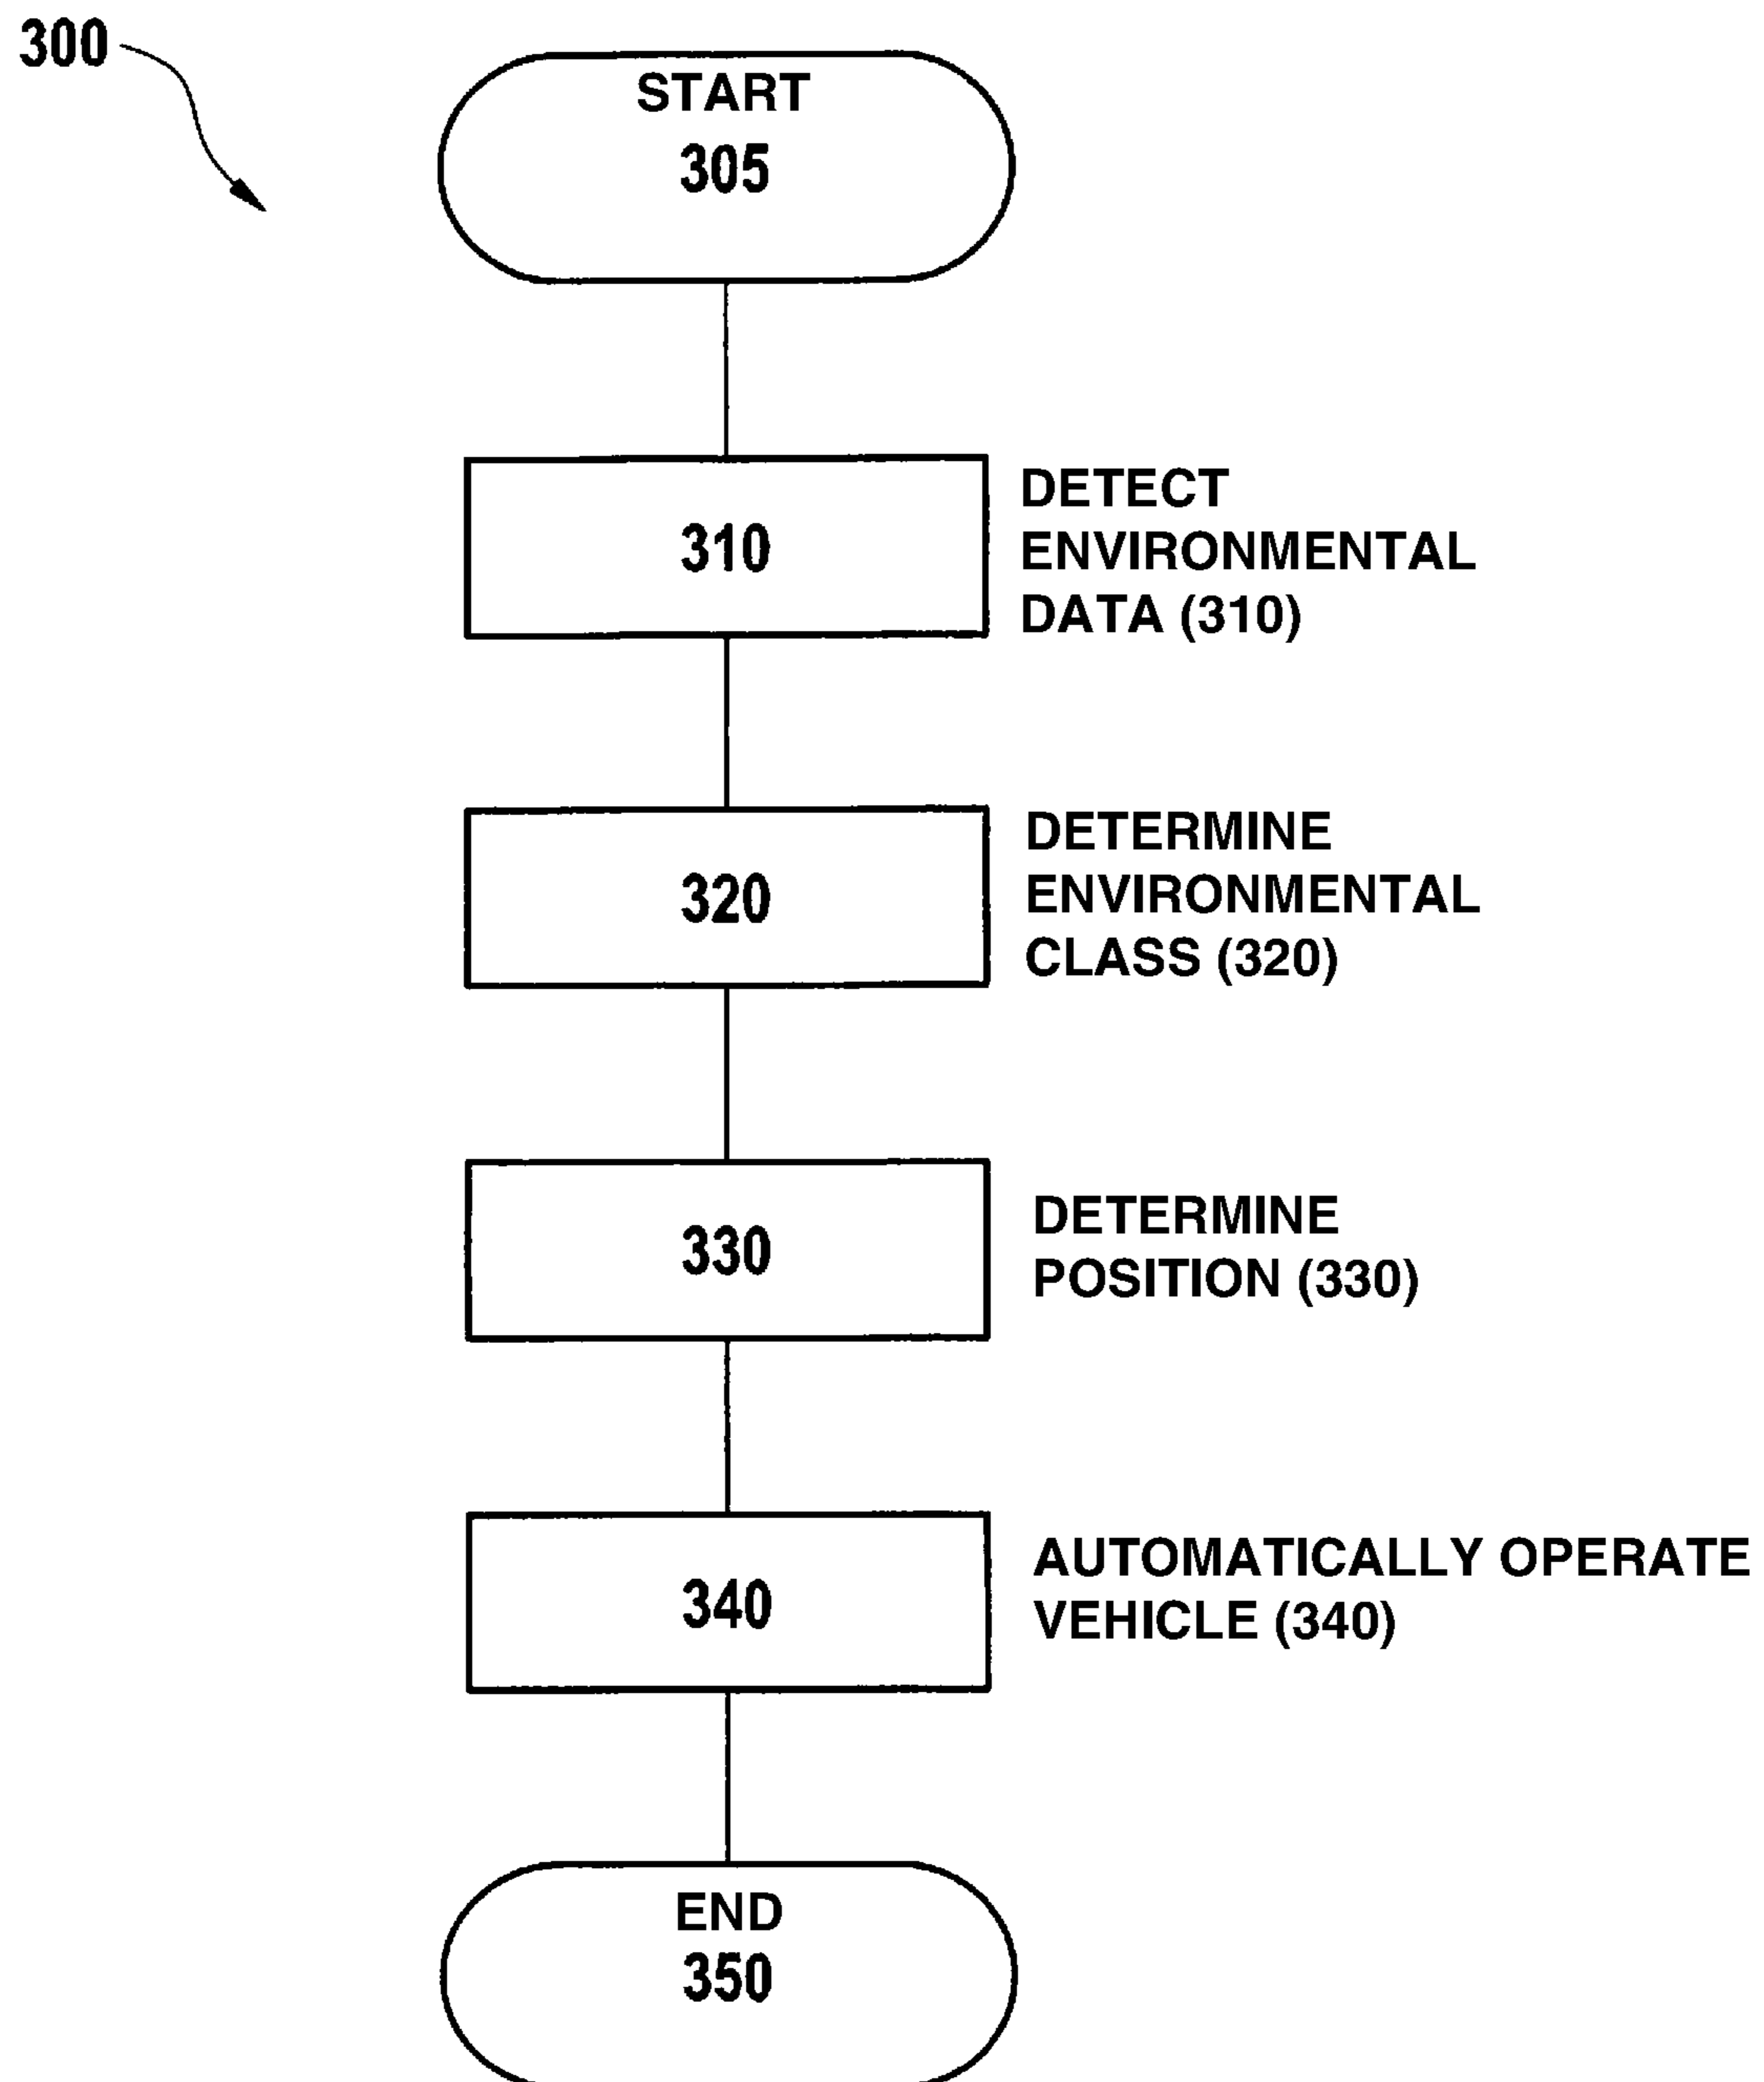 300
START
305
310
DETECT
ENVIRONMENTAL
DATA (310)
320
DETERMINE
ENVIRONMENTAL
CLASS (320)
330
DETERMINE
POSITION (330)
340
AUTOMATICALLY OPERATE
VEHICLE (340)
END
350